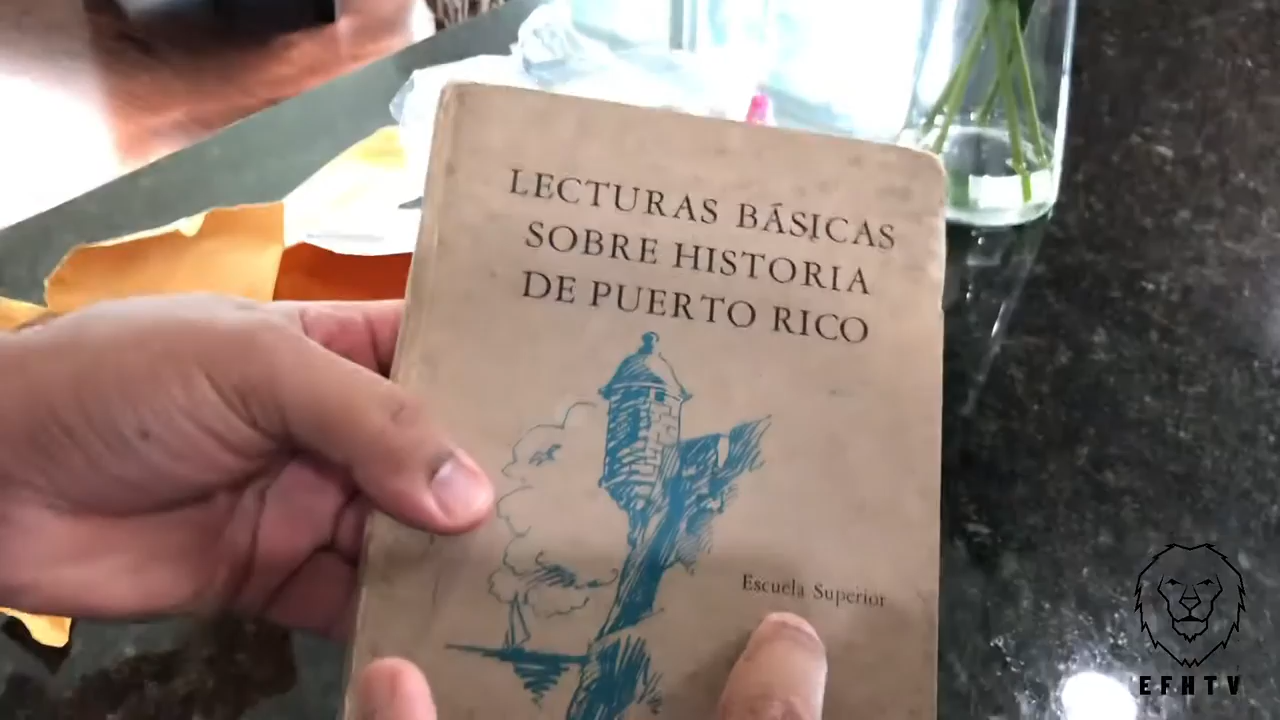 LECTURAS BÁSICAS
SOBRE HISTORIA
DE PUERTO RICO
Escuela Superior
EFHTV